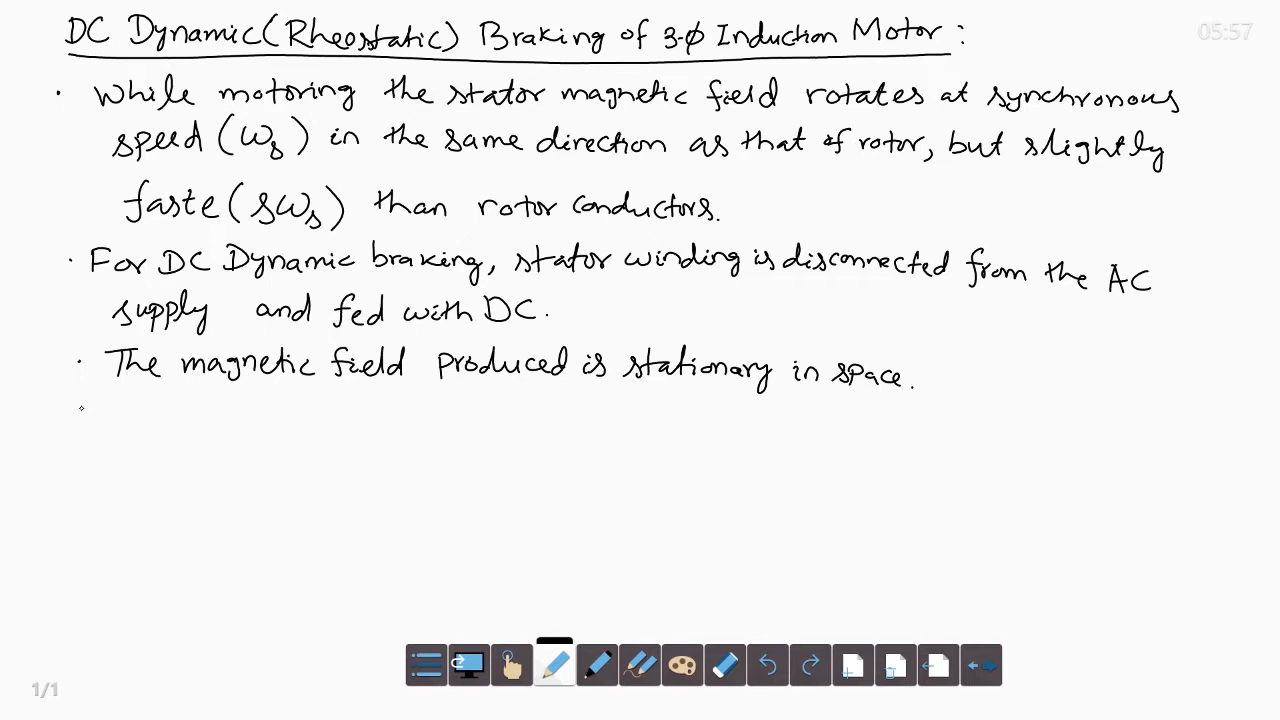 05:57
DC Dynamic (Rheostatic) Braking of 3-φ Induction Motor :
· While motoring the stator magnetic field rotates at synchronous
speed (ωs) in the same direction as that of rotor, but slightly
faste (sωs) than rotor conductors.
· For DC Dynamic braking, stator winding is disconnected from the AC
supply and fed with DC.
· The magnetic field produced is stationary in space.
1/1